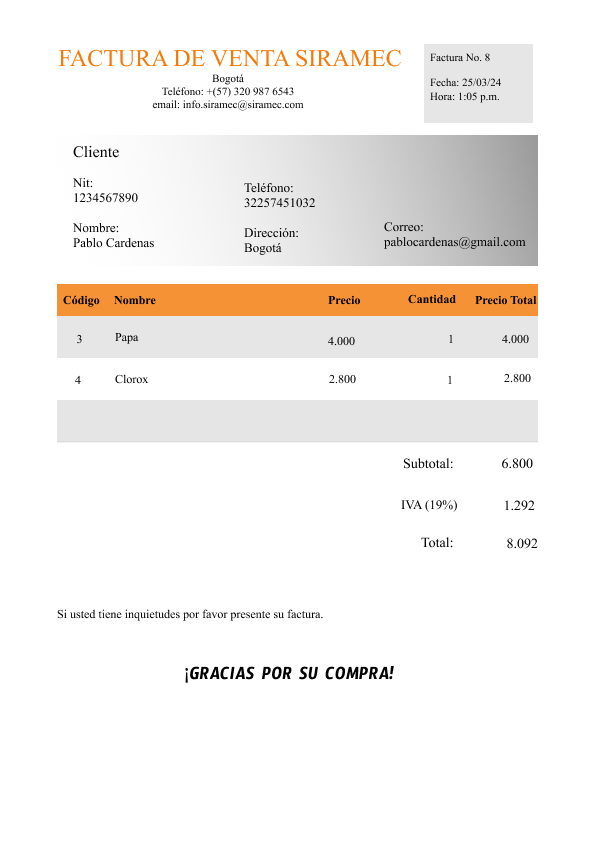 FACTURA DE VENTA SIRAMEC
Bogotá
Teléfono: +(57) 320 987 6543
email: info.siramec@siramec.com
Factura No. 8
Fecha: 25/03/24
Hora: 1:05 p.m.
Cliente
Nit:
1234567890
Teléfono:
32257451032
Nombre:
Pablo Cardenas
Dirección:
Bogotá
Correo:
pablocardenas@gmail.com
Código Nombre Precio Cantidad Precio Total
3 Papa 4.000 1 4.000
4 Clorox 2.800 1 2.800
Subtotal: 6.800
IVA (19%) 1.292
Total: 8.092
Si usted tiene inquietudes por favor presente su factura.
¡GRACIAS POR SU COMPRA!